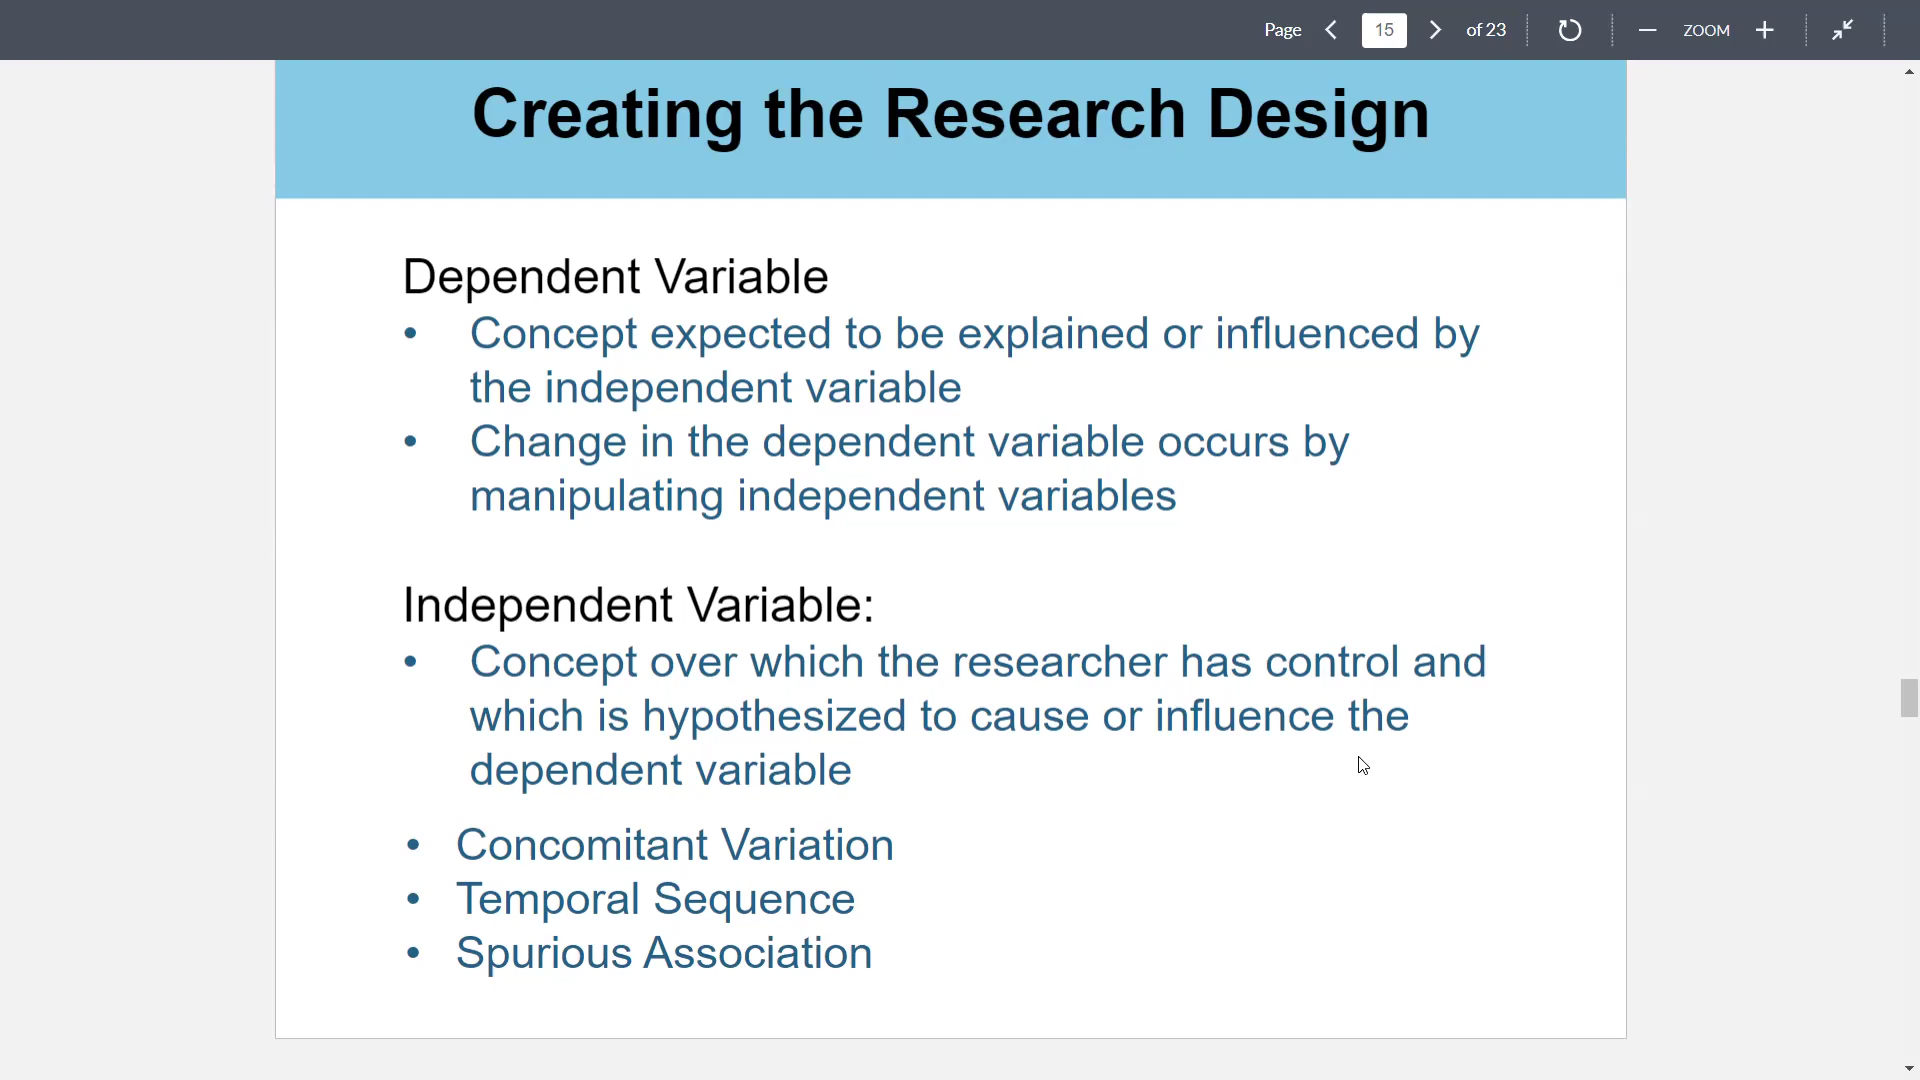 Page 15 of 23 ZOOM
Creating the Research Design
Dependent Variable
• Concept expected to be explained or influenced by
the independent variable
• Change in the dependent variable occurs by
manipulating independent variables
Independent Variable:
• Concept over which the researcher has control and
which is hypothesized to cause or influence the
dependent variable
• Concomitant Variation
• Temporal Sequence
• Spurious Association